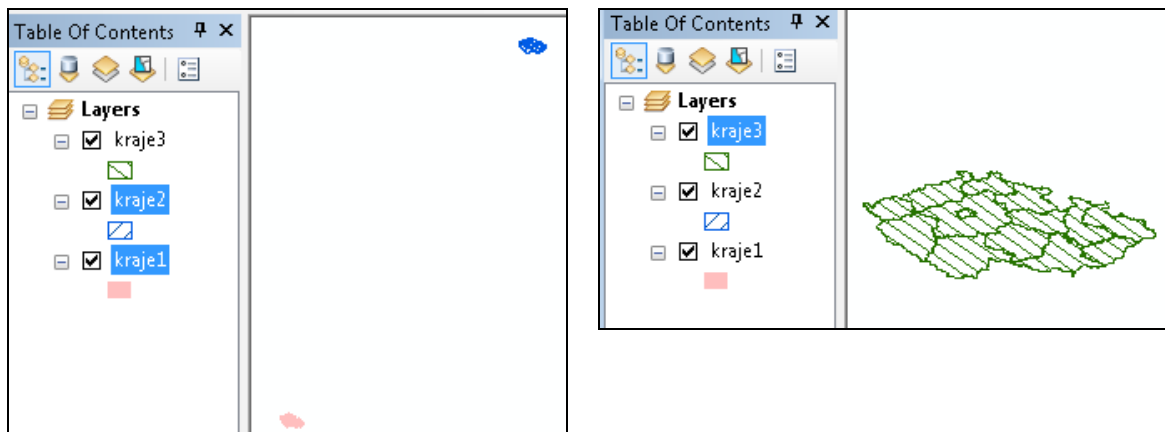 Table Of Contents
Layers
kraje3
kraje2
kraje1
Table Of Contents
Layers
kraje3
kraje2
kraje1